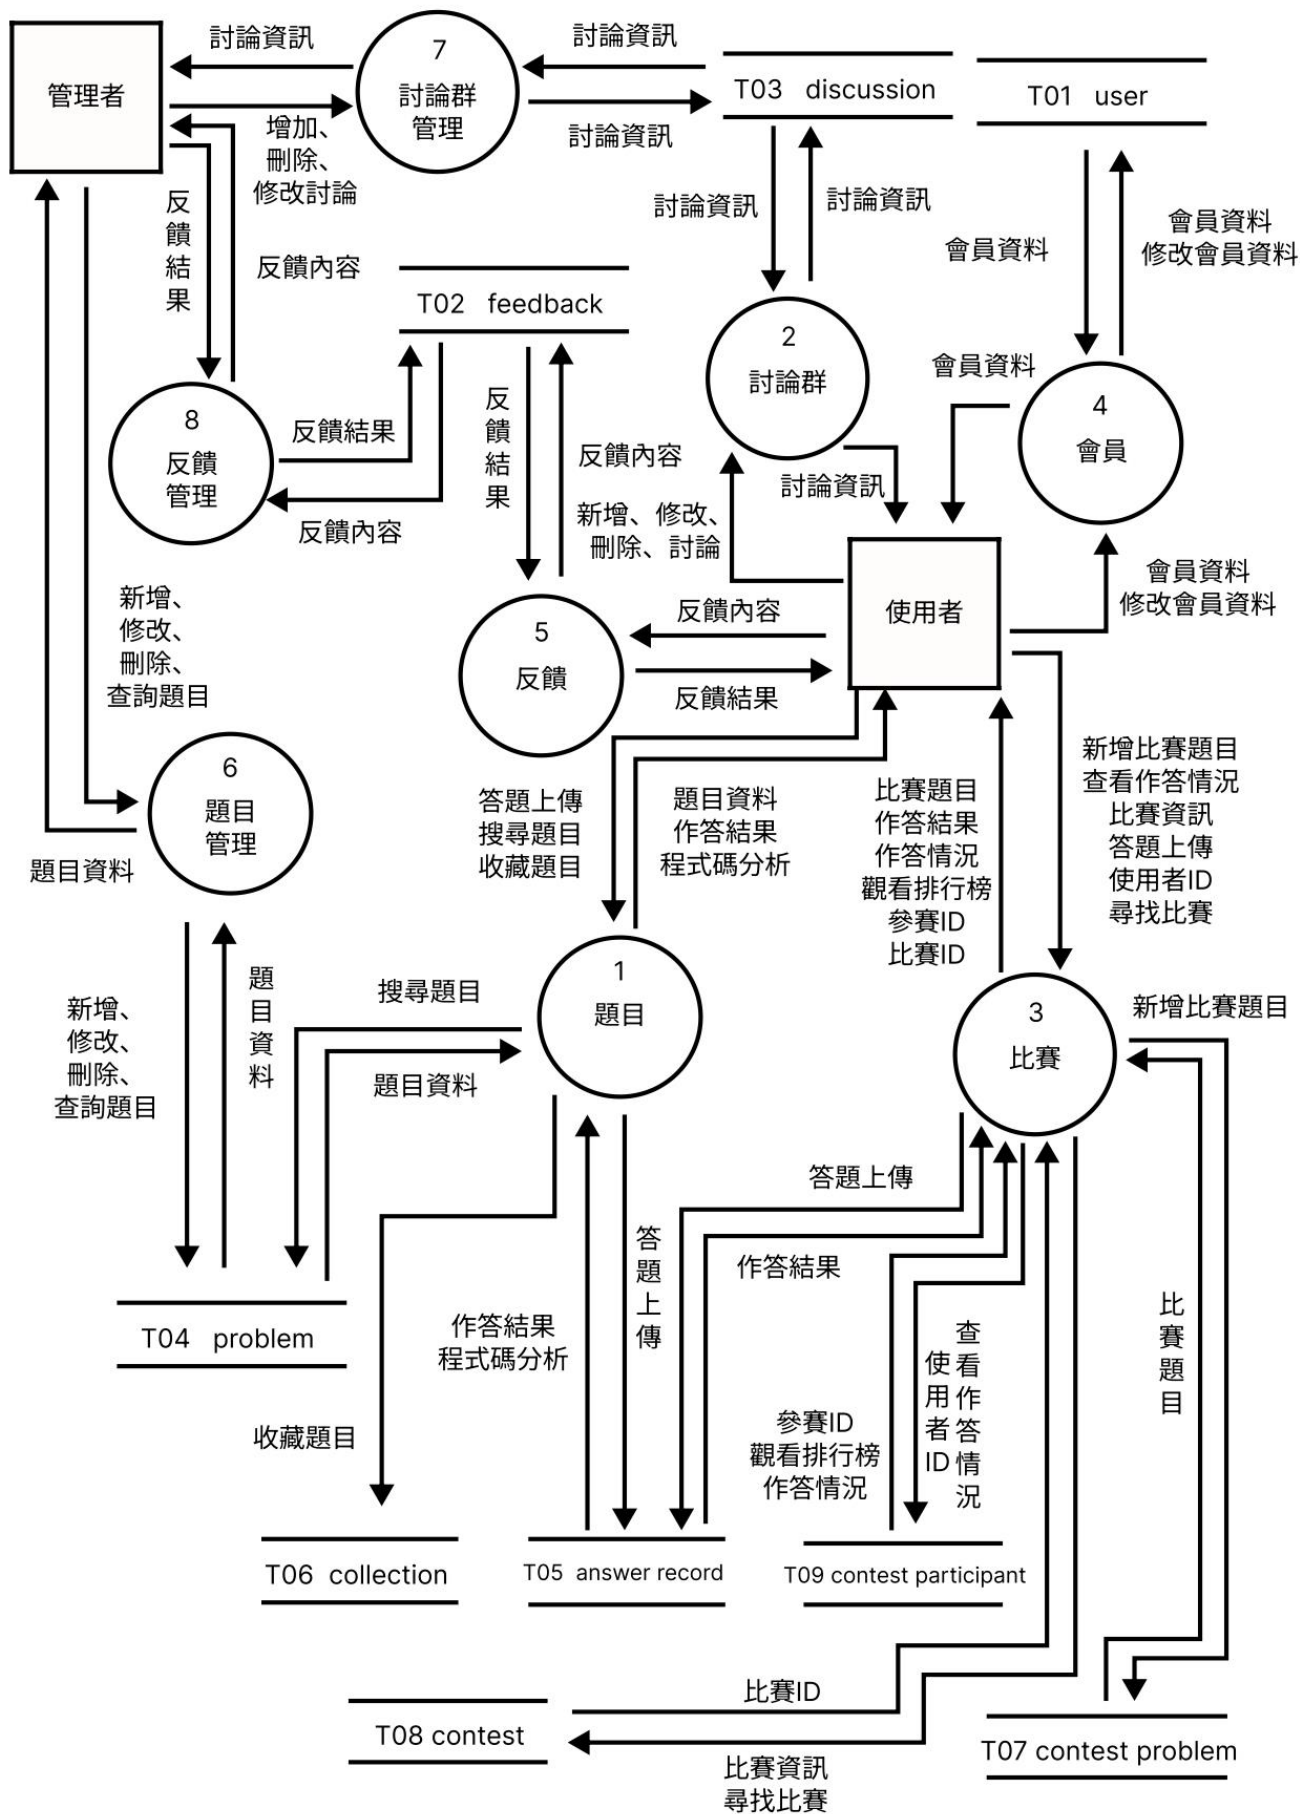 管理者
討論資訊
7
討論群
管理
討論資訊
T03 discussion
T01 user
增加、
刪除、
修改討論
討論資訊
反饋結果
反饋內容
討論資訊
討論資訊
會員資料
會員資料
修改會員資料
T02 feedback
2
討論群
會員資料
4
會員
8
反饋
管理
反饋結果
反饋內容
反饋結果
反饋內容
討論資訊
新增、修改、
刪除、討論
使用者
會員資料
修改會員資料
新增、
修改、
刪除、
查詢題目
5
反饋
反饋內容
反饋結果
6
題目
管理
題目資料
答題上傳
搜尋題目
收藏題目
題目資料
作答結果
程式碼分析
比賽題目
作答結果
作答情況
觀看排行榜
參賽ID
比賽ID
新增比賽題目
查看作答情況
比賽資訊
答題上傳
使用者ID
尋找比賽
新增、
修改、
刪除、
查詢題目
題目資料
搜尋題目
題目資料
1
題目
3
比賽
新增比賽題目
答題上傳
作答結果
答題上傳
作答結果
程式碼分析
比賽題目
T04 problem
收藏題目
參賽ID
觀看排行榜
作答情況
使用者ID
查看作答情況
T06 collection
T05 answer record
T09 contest participant
比賽ID
T08 contest
比賽資訊
尋找比賽
T07 contest problem